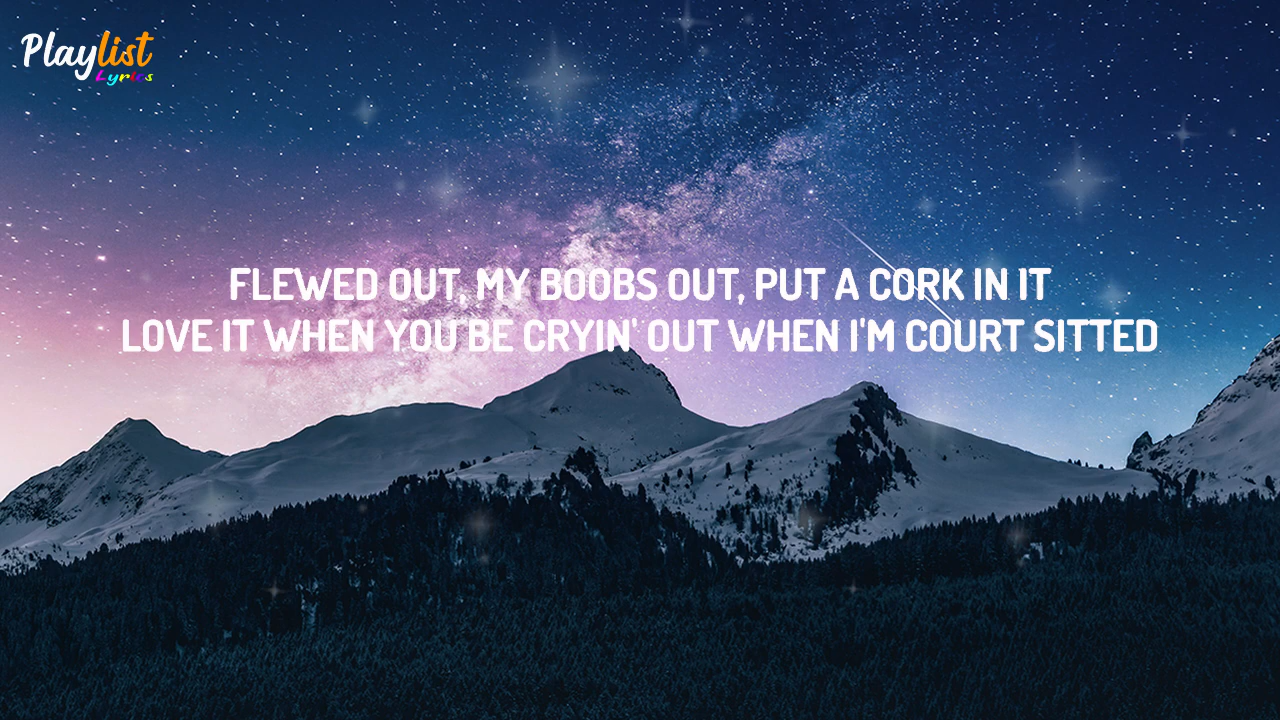 Playlist
Lyrics
FLEWED OUT, MY BOOBS OUT, PUT A CORK IN IT
LOVE IT WHEN YOU BE CRYIN' OUT WHEN I'M COURT SITTED